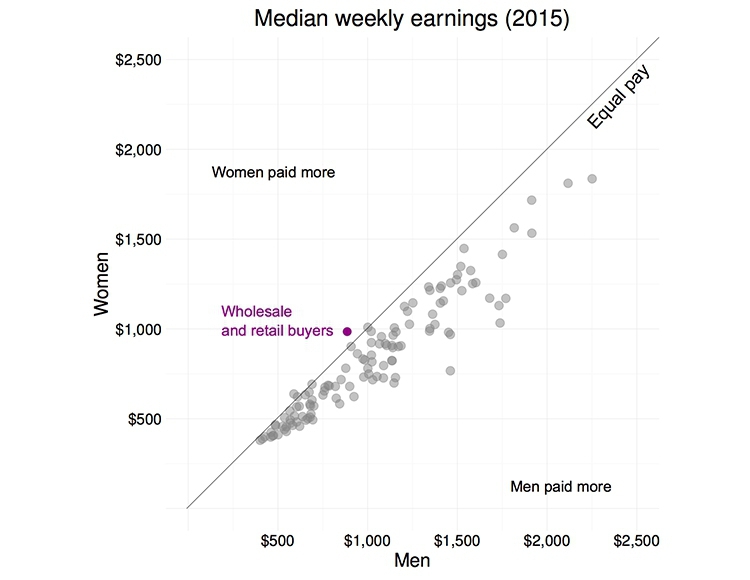 Median weekly earnings (2015)
$2,500
$2,000
$1,500
$1,000
$500
Women
Equal pay
Women paid more
Wholesale
and retail buyers
Men paid more
$500
$1,000
$1,500
$2,000
$2,500
Men